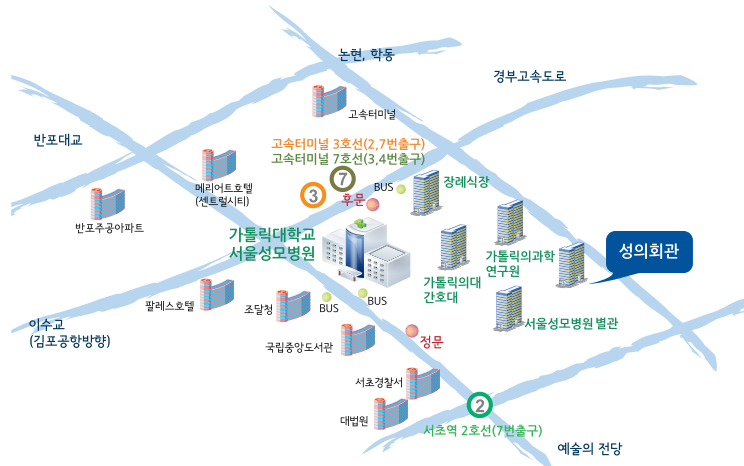 논현, 학동
경부고속도로
고속터미널
반포대교
고속터미널 3호선(2,7번출구)
고속터미널 7호선(3,4번출구)
메리어트호텔
(센트럴시티)
7
3
BUS
장례식장
후문
반포주공아파트
가톨릭대학교
서울성모병원
성의회관
가톨릭의과학
연구원
가톨릭의대
간호대
팔레스호텔
조달청
BUS
BUS
이수교
(김포공항방향)
서울성모병원 별관
국립중앙도서관
정문
서초경찰서
2
대법원
서초역 2호선(7번출구)
예술의 전당